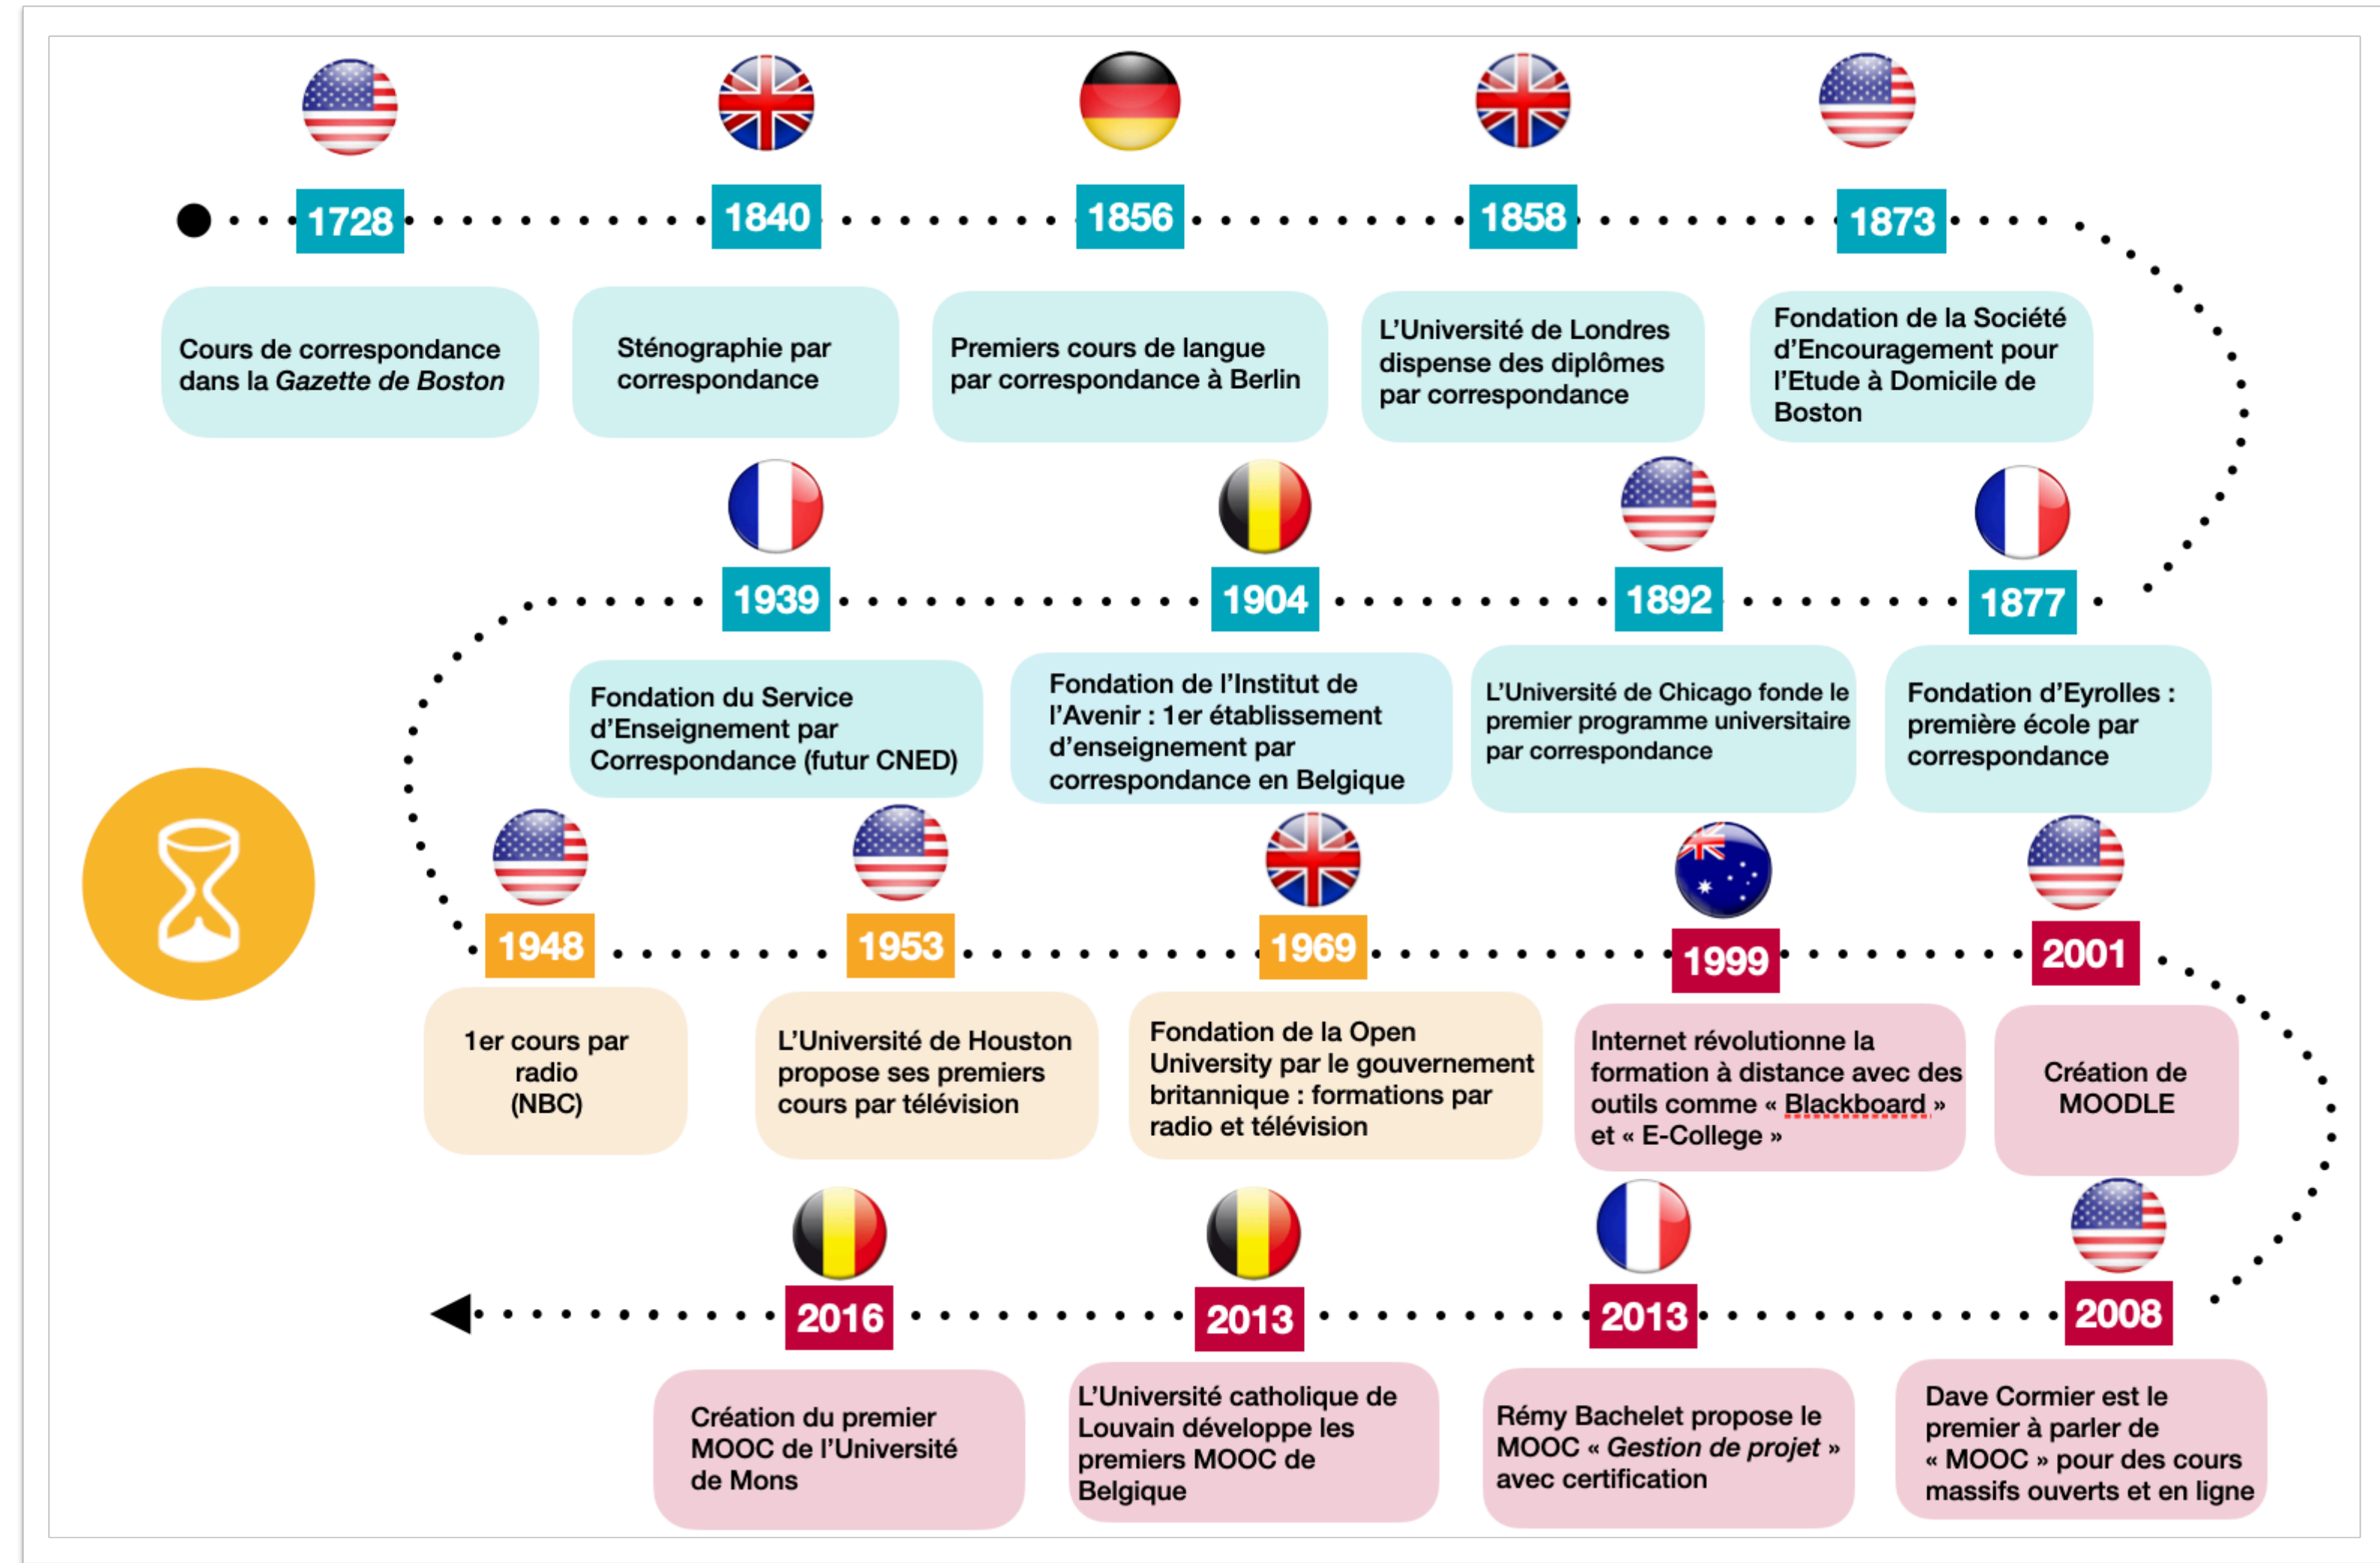 1728
Cours de correspondance
dans la Gazette de Boston
1840
Sténographie par
correspondance
1856
Premiers cours de langue
par correspondance à Berlin
1858
L'Université de Londres
dispense des diplômes
par correspondance
1873
Fondation de la Société
d'Encouragement pour
l'Etude à Domicile de
Boston
1877
Fondation d'Eyrolles :
première école par
correspondance
1892
L'Université de Chicago fonde le
premier programme universitaire
par correspondance
1904
Fondation de l'Institut de
l'Avenir : 1er établissement
d'enseignement par
correspondance en Belgique
1939
Fondation du Service
d'Enseignement par
Correspondance (futur CNED)
1948
1er cours par
radio
(NBC)
1953
L'Université de Houston
propose ses premiers
cours par télévision
1969
Fondation de la Open
University par le gouvernement
britannique : formations par
radio et télévision
1999
Internet révolutionne la
formation à distance avec des
outils comme « Blackboard »
et « E-College »
2001
Création de
MOODLE
2008
Dave Cormier est le
premier à parler de
« MOOC » pour des cours
massifs ouverts et en ligne
2013
Rémy Bachelet propose le
MOOC « Gestion de projet »
avec certification
2013
L'Université catholique de
Louvain développe les
premiers MOOC de
Belgique
2016
Création du premier
MOOC de l'Université
de Mons